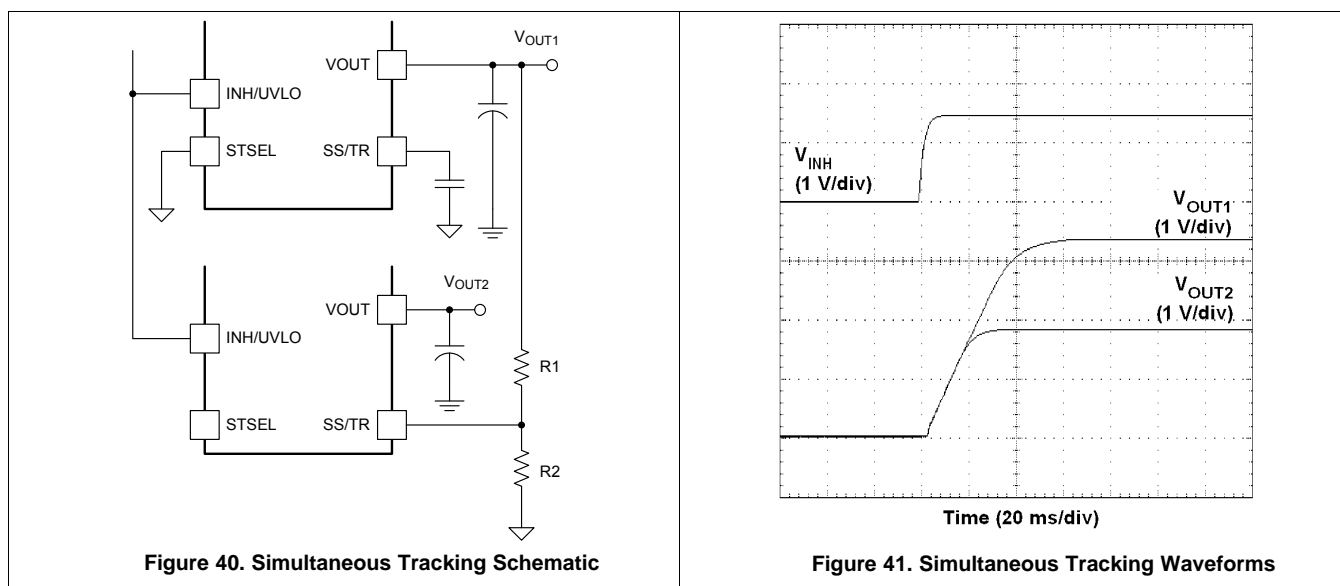 VOUT1
VOUT
INH/UVLO
STSEL
SS/TR
VOUT2
VOUT
INH/UVLO
R1
STSEL
SS/TR
R2
Figure 40. Simultaneous Tracking Schematic
VINH
(1 V/div)
VOUT1
(1 V/div)
VOUT2
(1 V/div)
Time (20 ms/div)
Figure 41. Simultaneous Tracking Waveforms